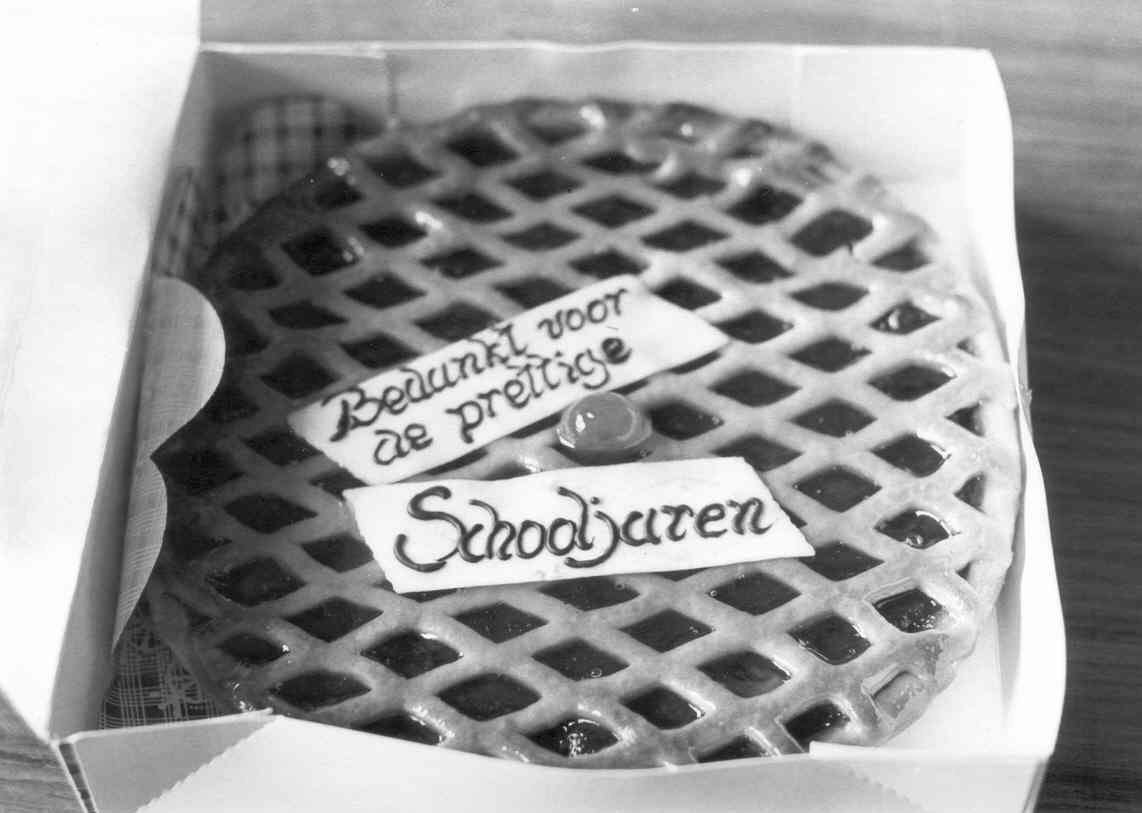 Bedankt voor
de prettige
Schooljaren